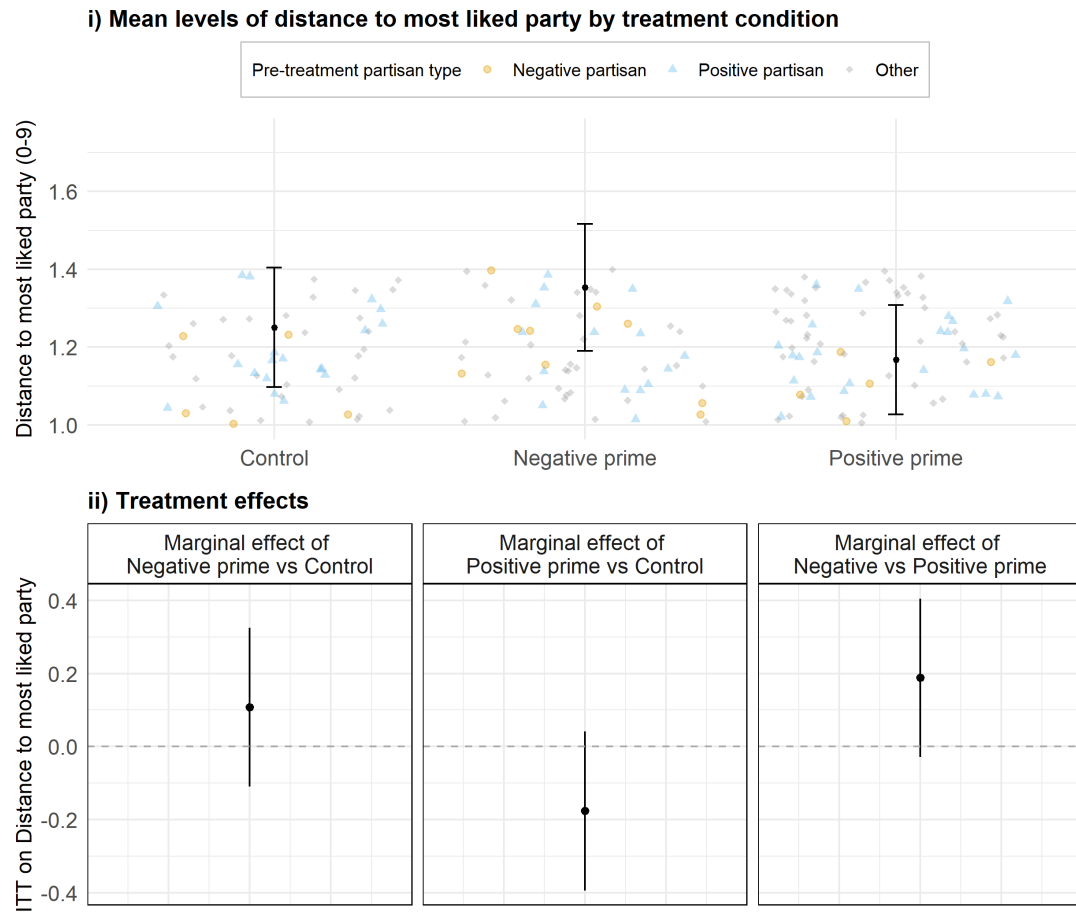 i) Mean levels of distance to most liked party by treatment condition
Pre-treatment partisan type Negative partisan Positive partisan Other
Distance to most liked party (0-9)
1.6
1.4
1.2
1.0
Control Negative prime Positive prime
ii) Treatment effects
Marginal effect of
Negative prime vs Control
Marginal effect of
Positive prime vs Control
Marginal effect of
Negative vs Positive prime
ITT on Distance to most liked party
0.4
0.2
0.0
-0.2
-0.4